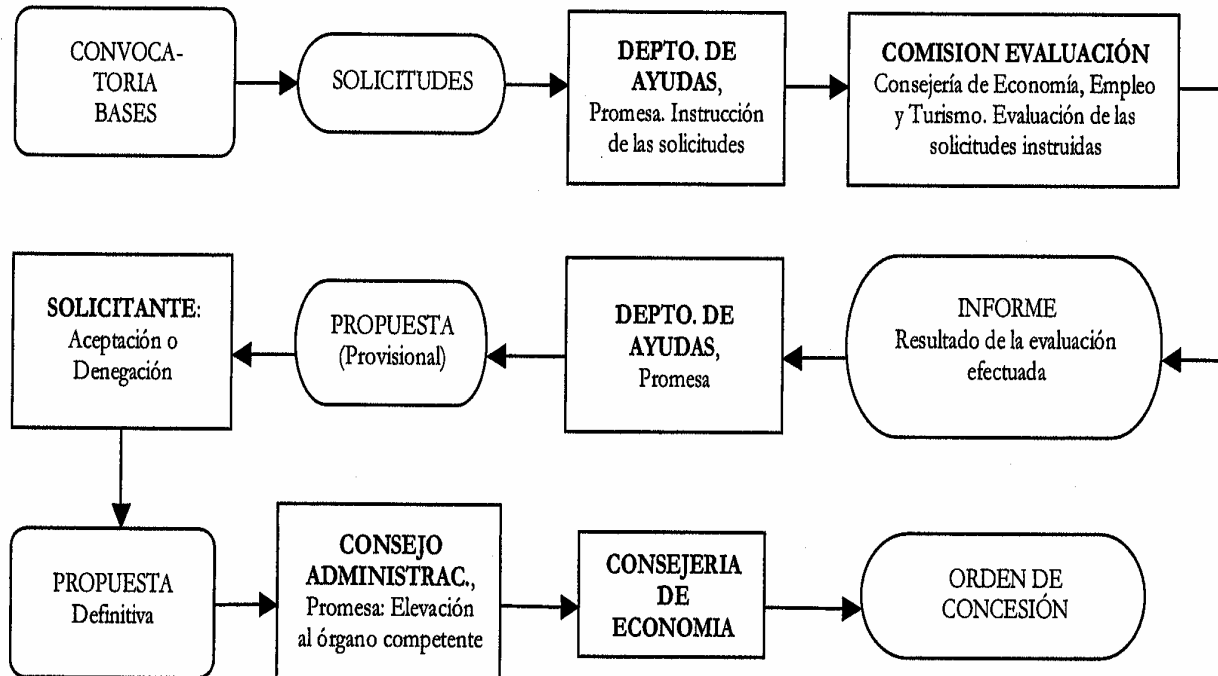 CONVOCA-
TORIA
BASES
SOLICITUDES
DEPTO. DE
AYUDAS,
Promesa. Instrucción
de las solicitudes
COMISION EVALUACIÓN
Consejería de Economía, Empleo
y Turismo. Evaluación de las
solicitudes instruidas
INFORME
Resultado de la evaluación
efectuada
DEPTO. DE
AYUDAS,
Promesa
PROPUESTA
(Provisional)
SOLICITANTE:
Aceptación o
Denegación
PROPUESTA
Definitiva
CONSEJO
ADMINISTRAC.,
Promesa: Elevación
al órgano competente
CONSEJERIA
DE
ECONOMIA
ORDEN DE
CONCESIÓN